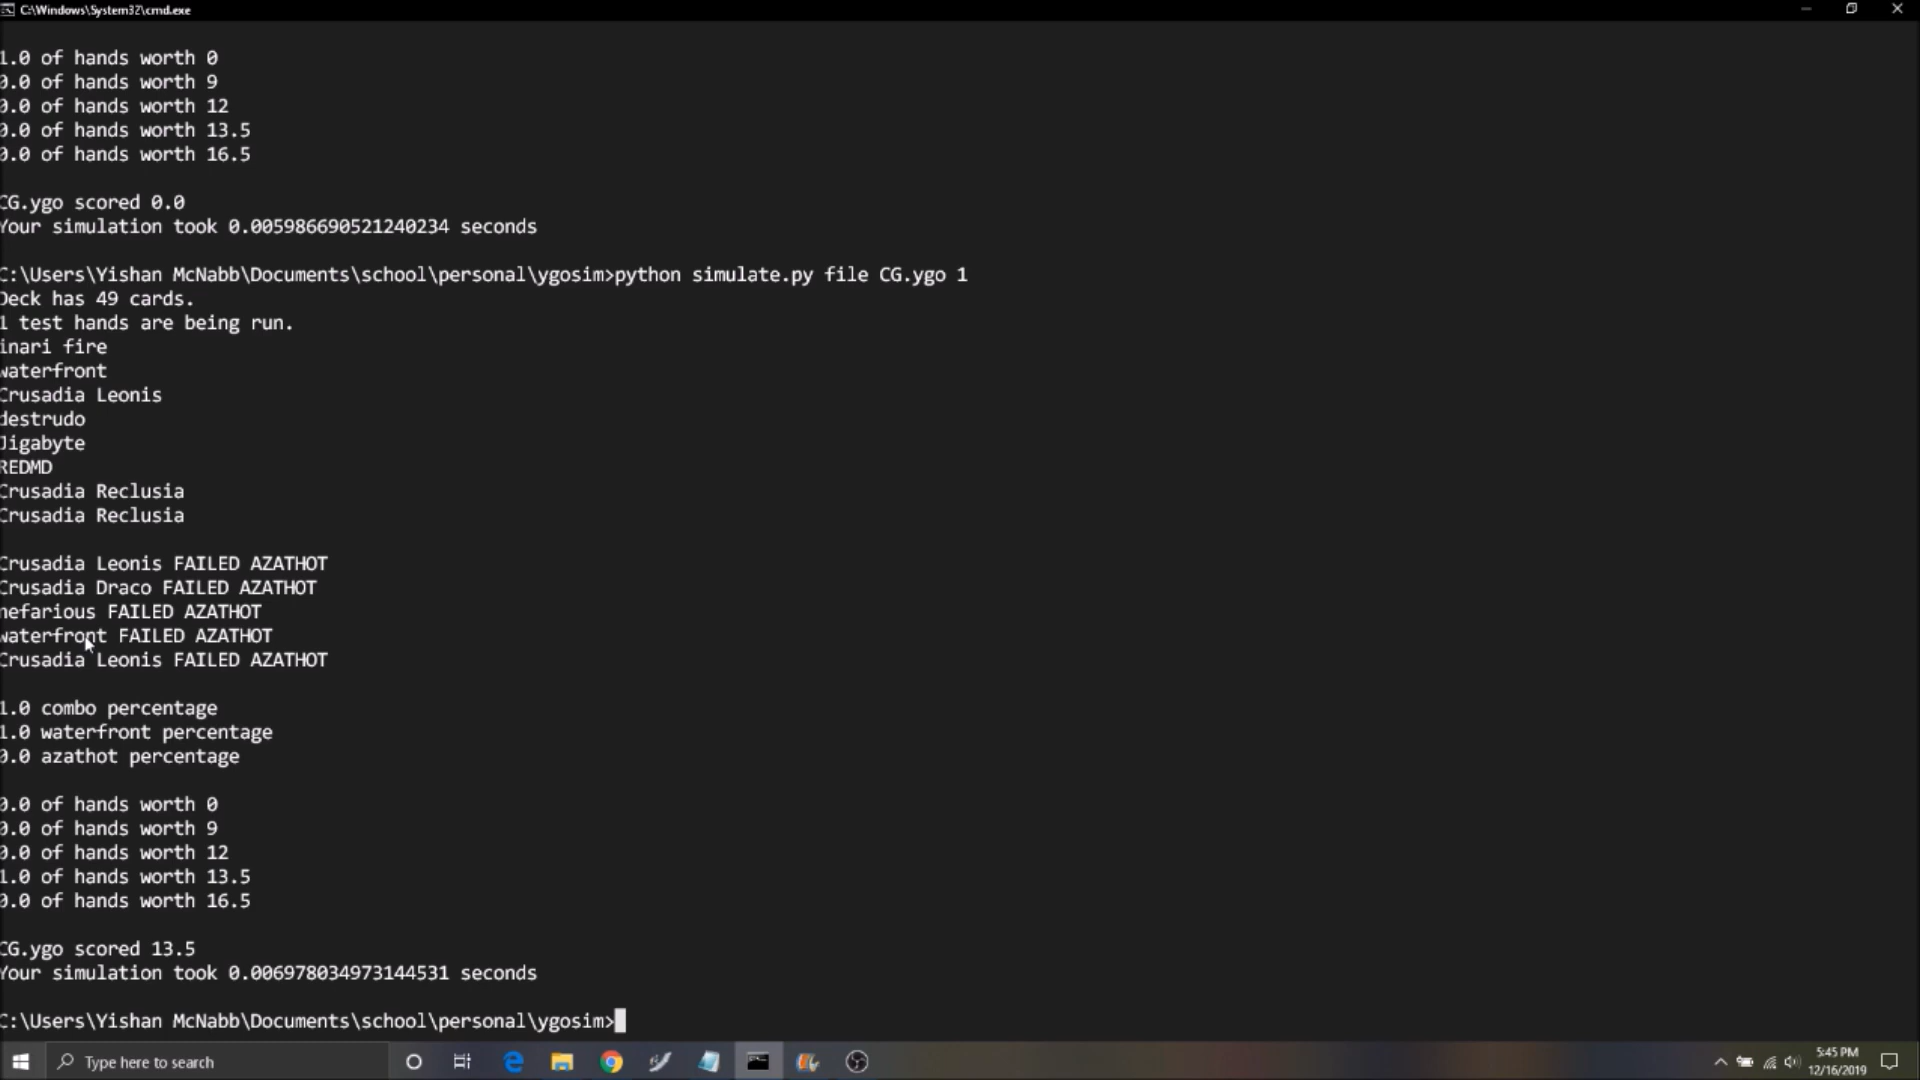 C:\Windows\System32\cmd.exe
1.0 of hands worth 0
0.0 of hands worth 9
0.0 of hands worth 12
0.0 of hands worth 13.5
0.0 of hands worth 16.5
CG.ygo scored 0.0
Your simulation took 0.005986690521240234 seconds
C:\Users\Yishan McNabb\Documents\school\personal\ygosim>python simulate.py file CG.ygo 1
Deck has 49 cards.
1 test hands are being run.
inari fire
waterfront
Crusadia Leonis
destrudo
Jigabyte
REDMD
Crusadia Reclusia
Crusadia Reclusia
Crusadia Leonis FAILED AZATHOT
Crusadia Draco FAILED AZATHOT
nefarious FAILED AZATHOT
waterfront FAILED AZATHOT
Crusadia Leonis FAILED AZATHOT
1.0 combo percentage
1.0 waterfront percentage
0.0 azathot percentage
0.0 of hands worth 0
0.0 of hands worth 9
0.0 of hands worth 12
1.0 of hands worth 13.5
0.0 of hands worth 16.5
CG.ygo scored 13.5
Your simulation took 0.006978034973144531 seconds
C:\Users\Yishan McNabb\Documents\school\personal\ygosim>
Type here to search
5:45 PM
12/16/2019